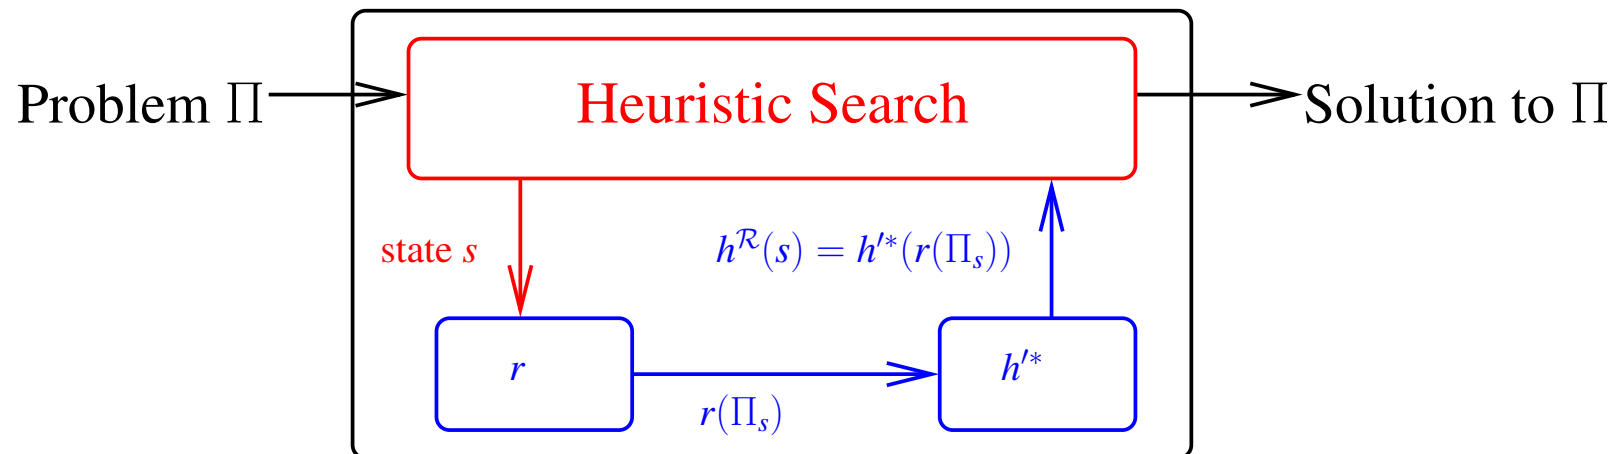 Problem Π
Heuristic Search
Solution to Π
state s
h^ℛ(s) = h′*(r(Π_s))
r
h′*
r(Π_s)